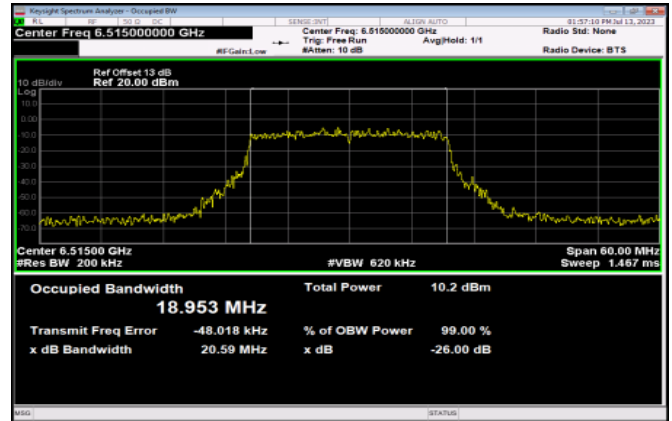 Keysight Spectrum Analyzer - Occupied BW
RL RF 50 Ω DC SENSE:INT ALIGN AUTO 01:57:10 PM Jul 13, 2023
Center Freq 6.515000000 GHz Center Freq: 6.515000000 GHz Radio Std: None
Trig: Free Run Avg|Hold: 1/1
#IFGain:Low #Atten: 10 dB Radio Device: BTS
Ref Offset 13 dB
10 dB/div Ref 20.00 dBm
Log
10.0
0.00
10.0
20.0
30.0
40.0
50.0
60.0
70.0
Center 6.51500 GHz Span 60.00 MHz
#Res BW 200 kHz #VBW 620 kHz Sweep 1.467 ms
Occupied Bandwidth Total Power 10.2 dBm
18.953 MHz
Transmit Freq Error -48.018 kHz % of OBW Power 99.00 %
x dB Bandwidth 20.59 MHz x dB -26.00 dB
MSG STATUS